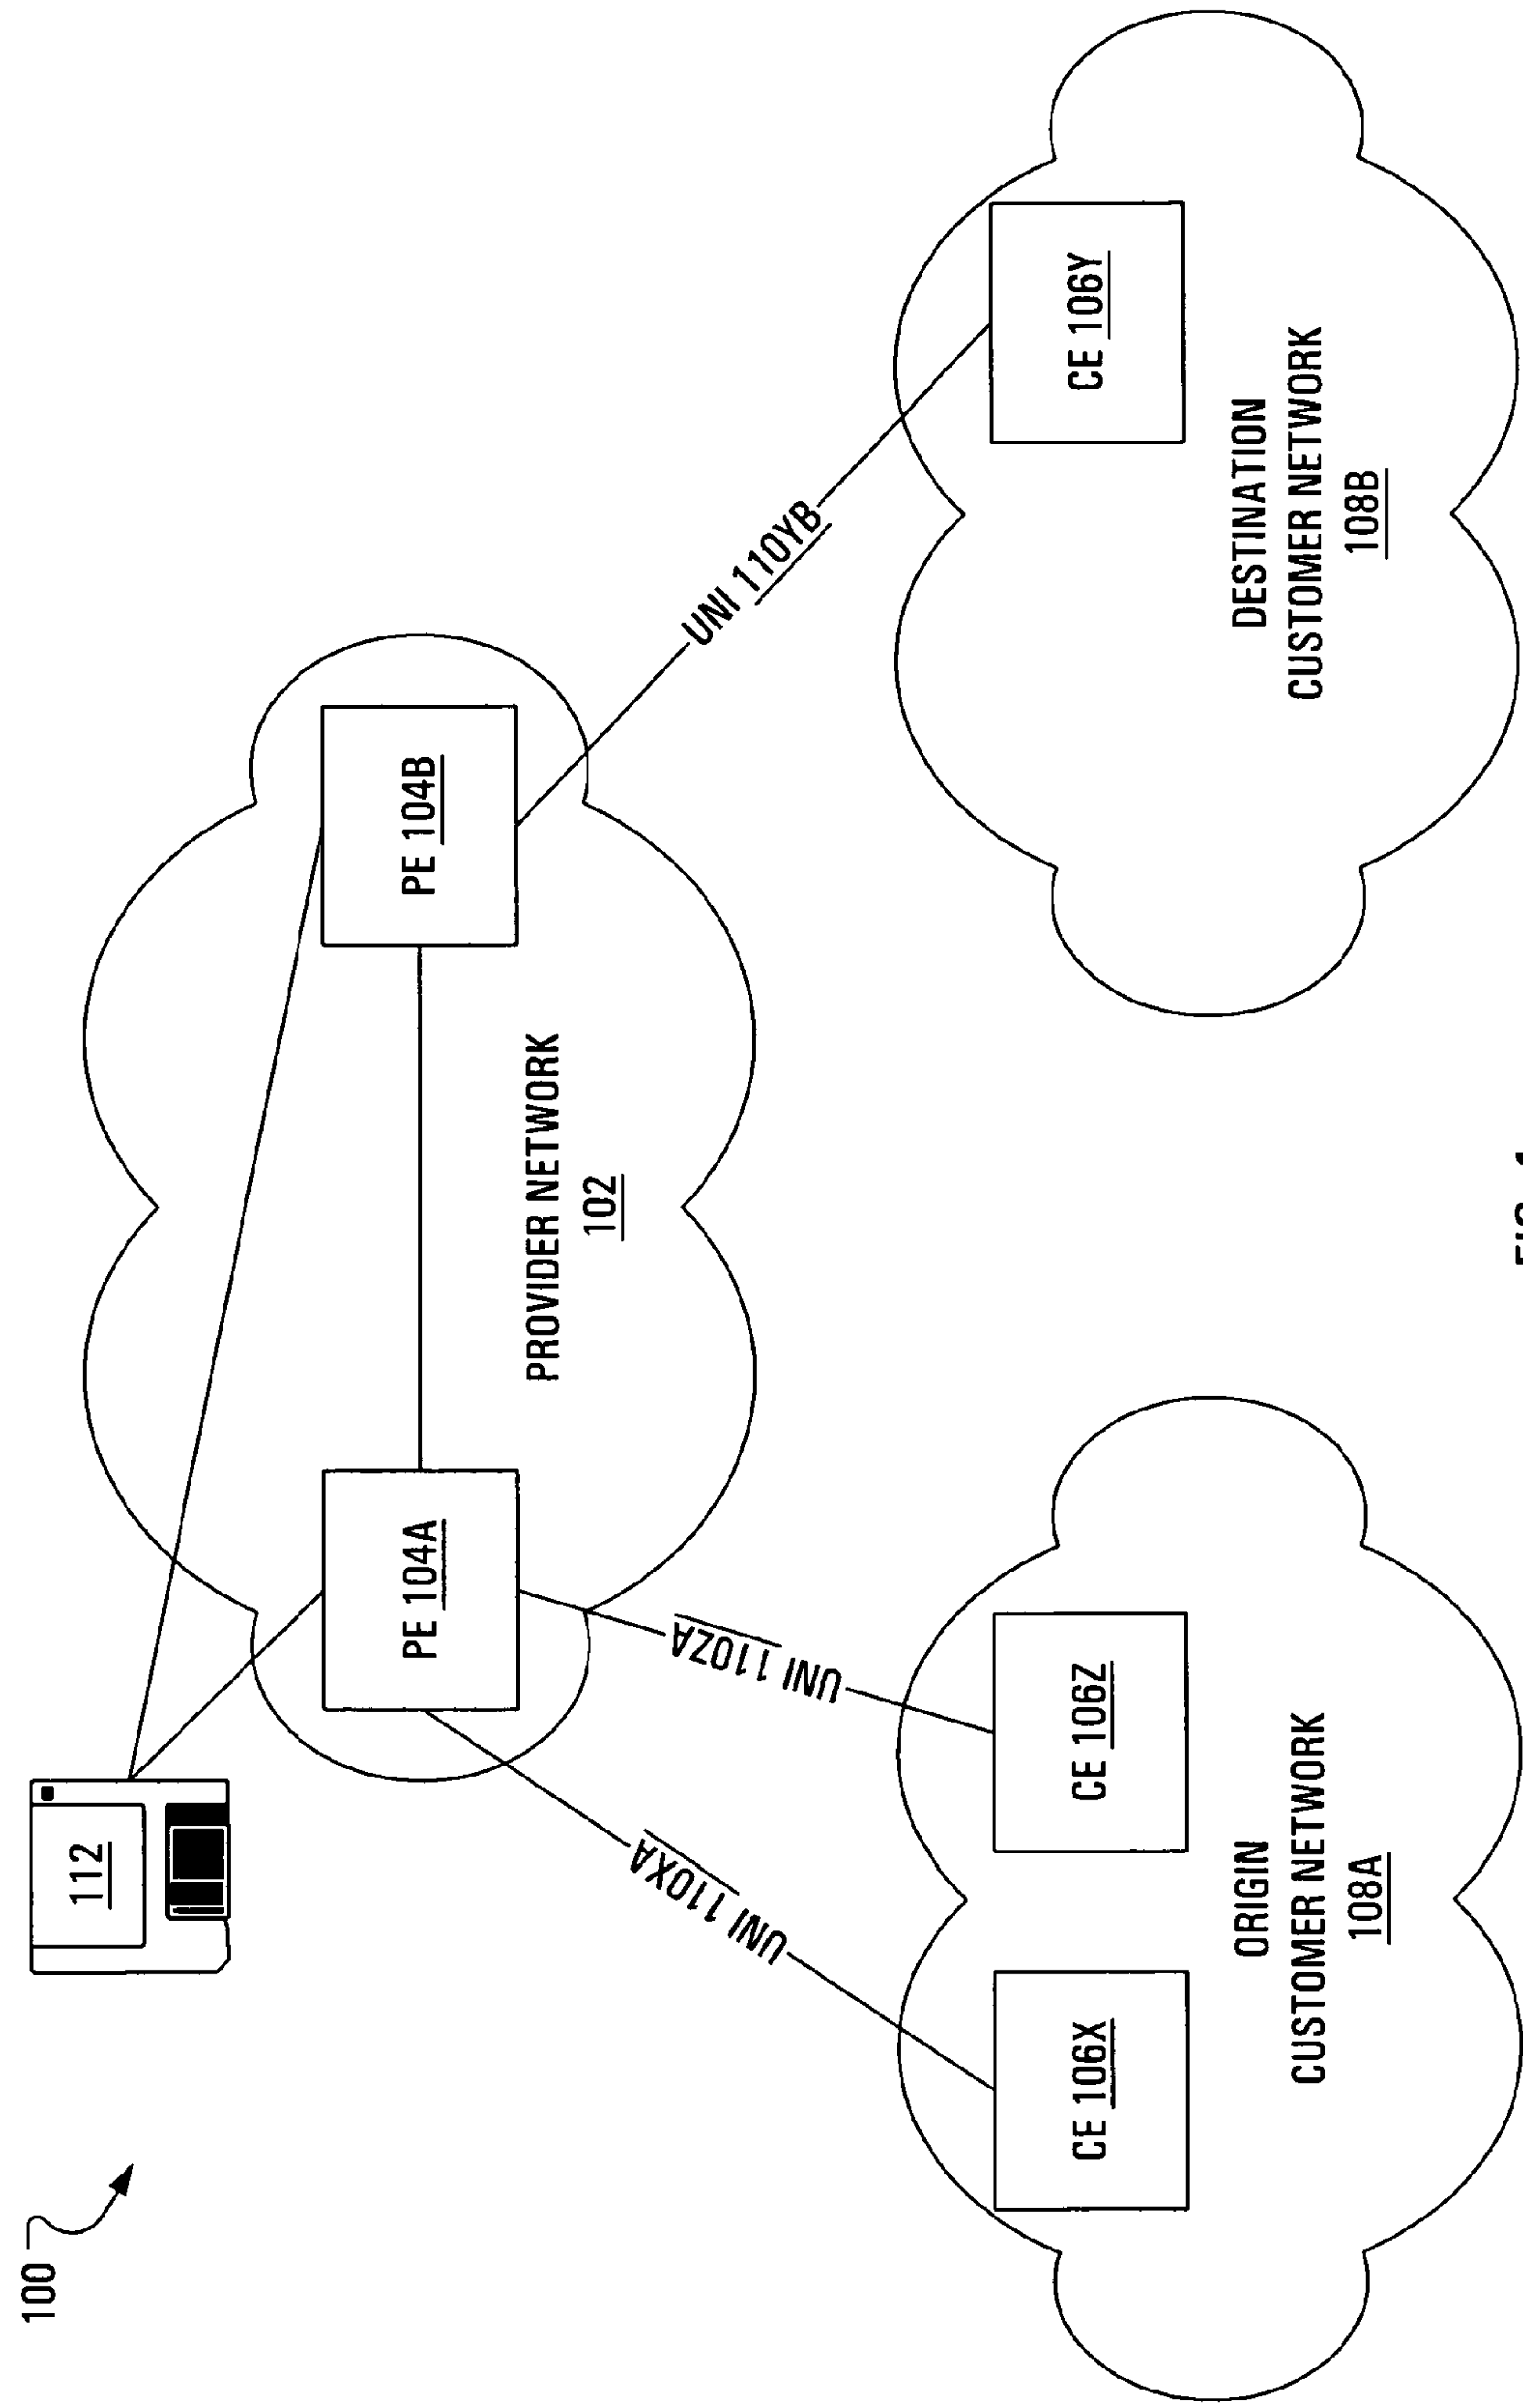 100
112
PE 104A
PE 104B
PROVIDER NETWORK
102
UNI 110XA
UNI 110ZA
UNI 110YB
CE 106X
CE 106Z
ORIGIN
CUSTOMER NETWORK
108A
CE 106Y
DESTINATION
CUSTOMER NETWORK
108B